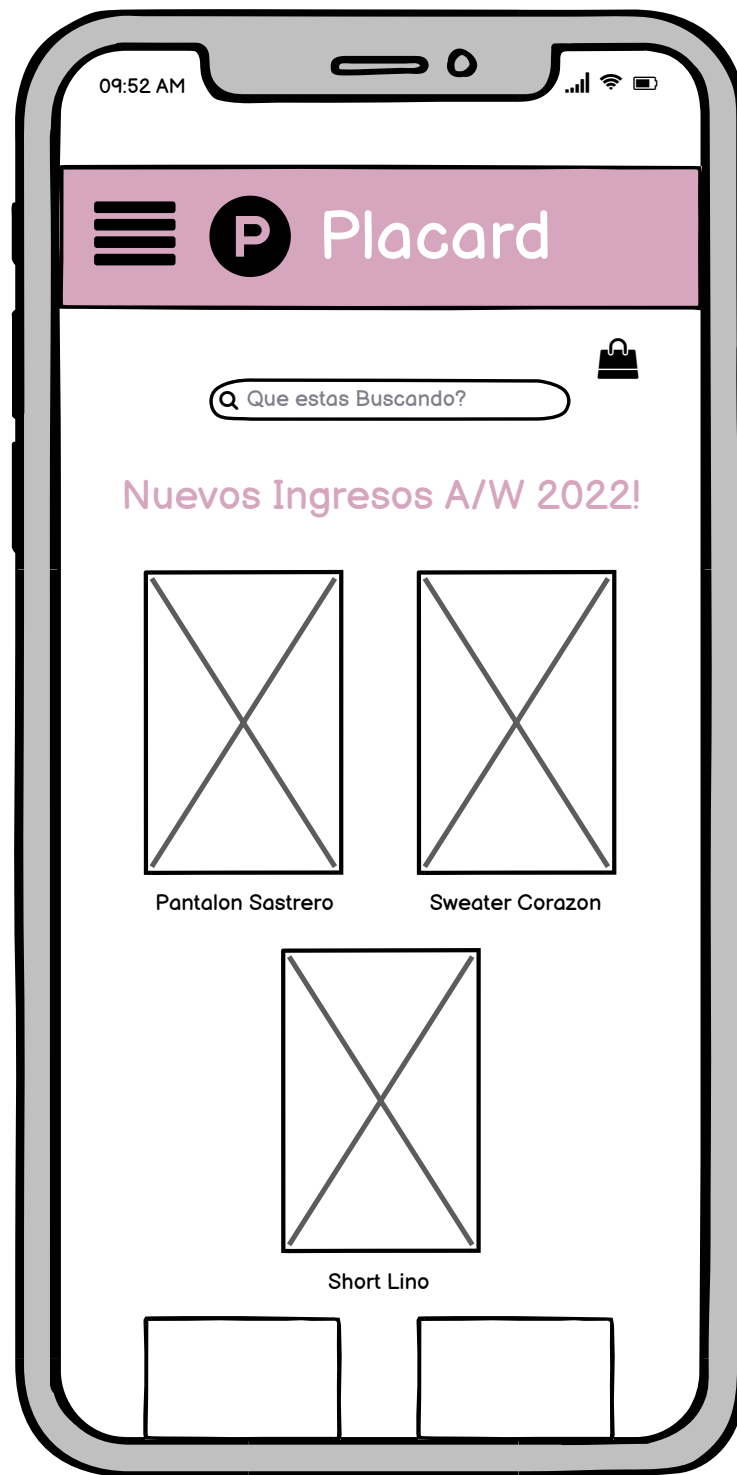 09:52 AM
P Placard
Que estas Buscando?
Nuevos Ingresos A/W 2022!
Pantalon Sastrero
Sweater Corazon
Short Lino